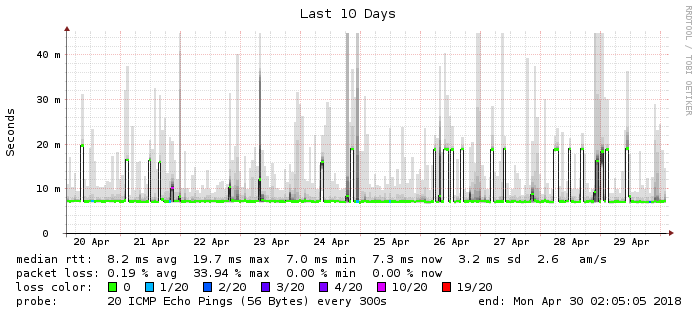 Last 10 Days
RRDTOOL / TOBI OETIKER
Seconds
40 m
30 m
20 m
10 m
0
20 Apr 21 Apr 22 Apr 23 Apr 24 Apr 25 Apr 26 Apr 27 Apr 28 Apr 29 Apr
median rtt: 8.2 ms avg 19.7 ms max 7.0 ms min 7.3 ms now 3.2 ms sd 2.6 am/s
packet loss: 0.19 % avg 33.94 % max 0.00 % min 0.00 % now
loss color: 0 1/20 2/20 3/20 4/20 10/20 19/20
probe: 20 ICMP Echo Pings (56 Bytes) every 300s end: Mon Apr 30 02:05:05 2018